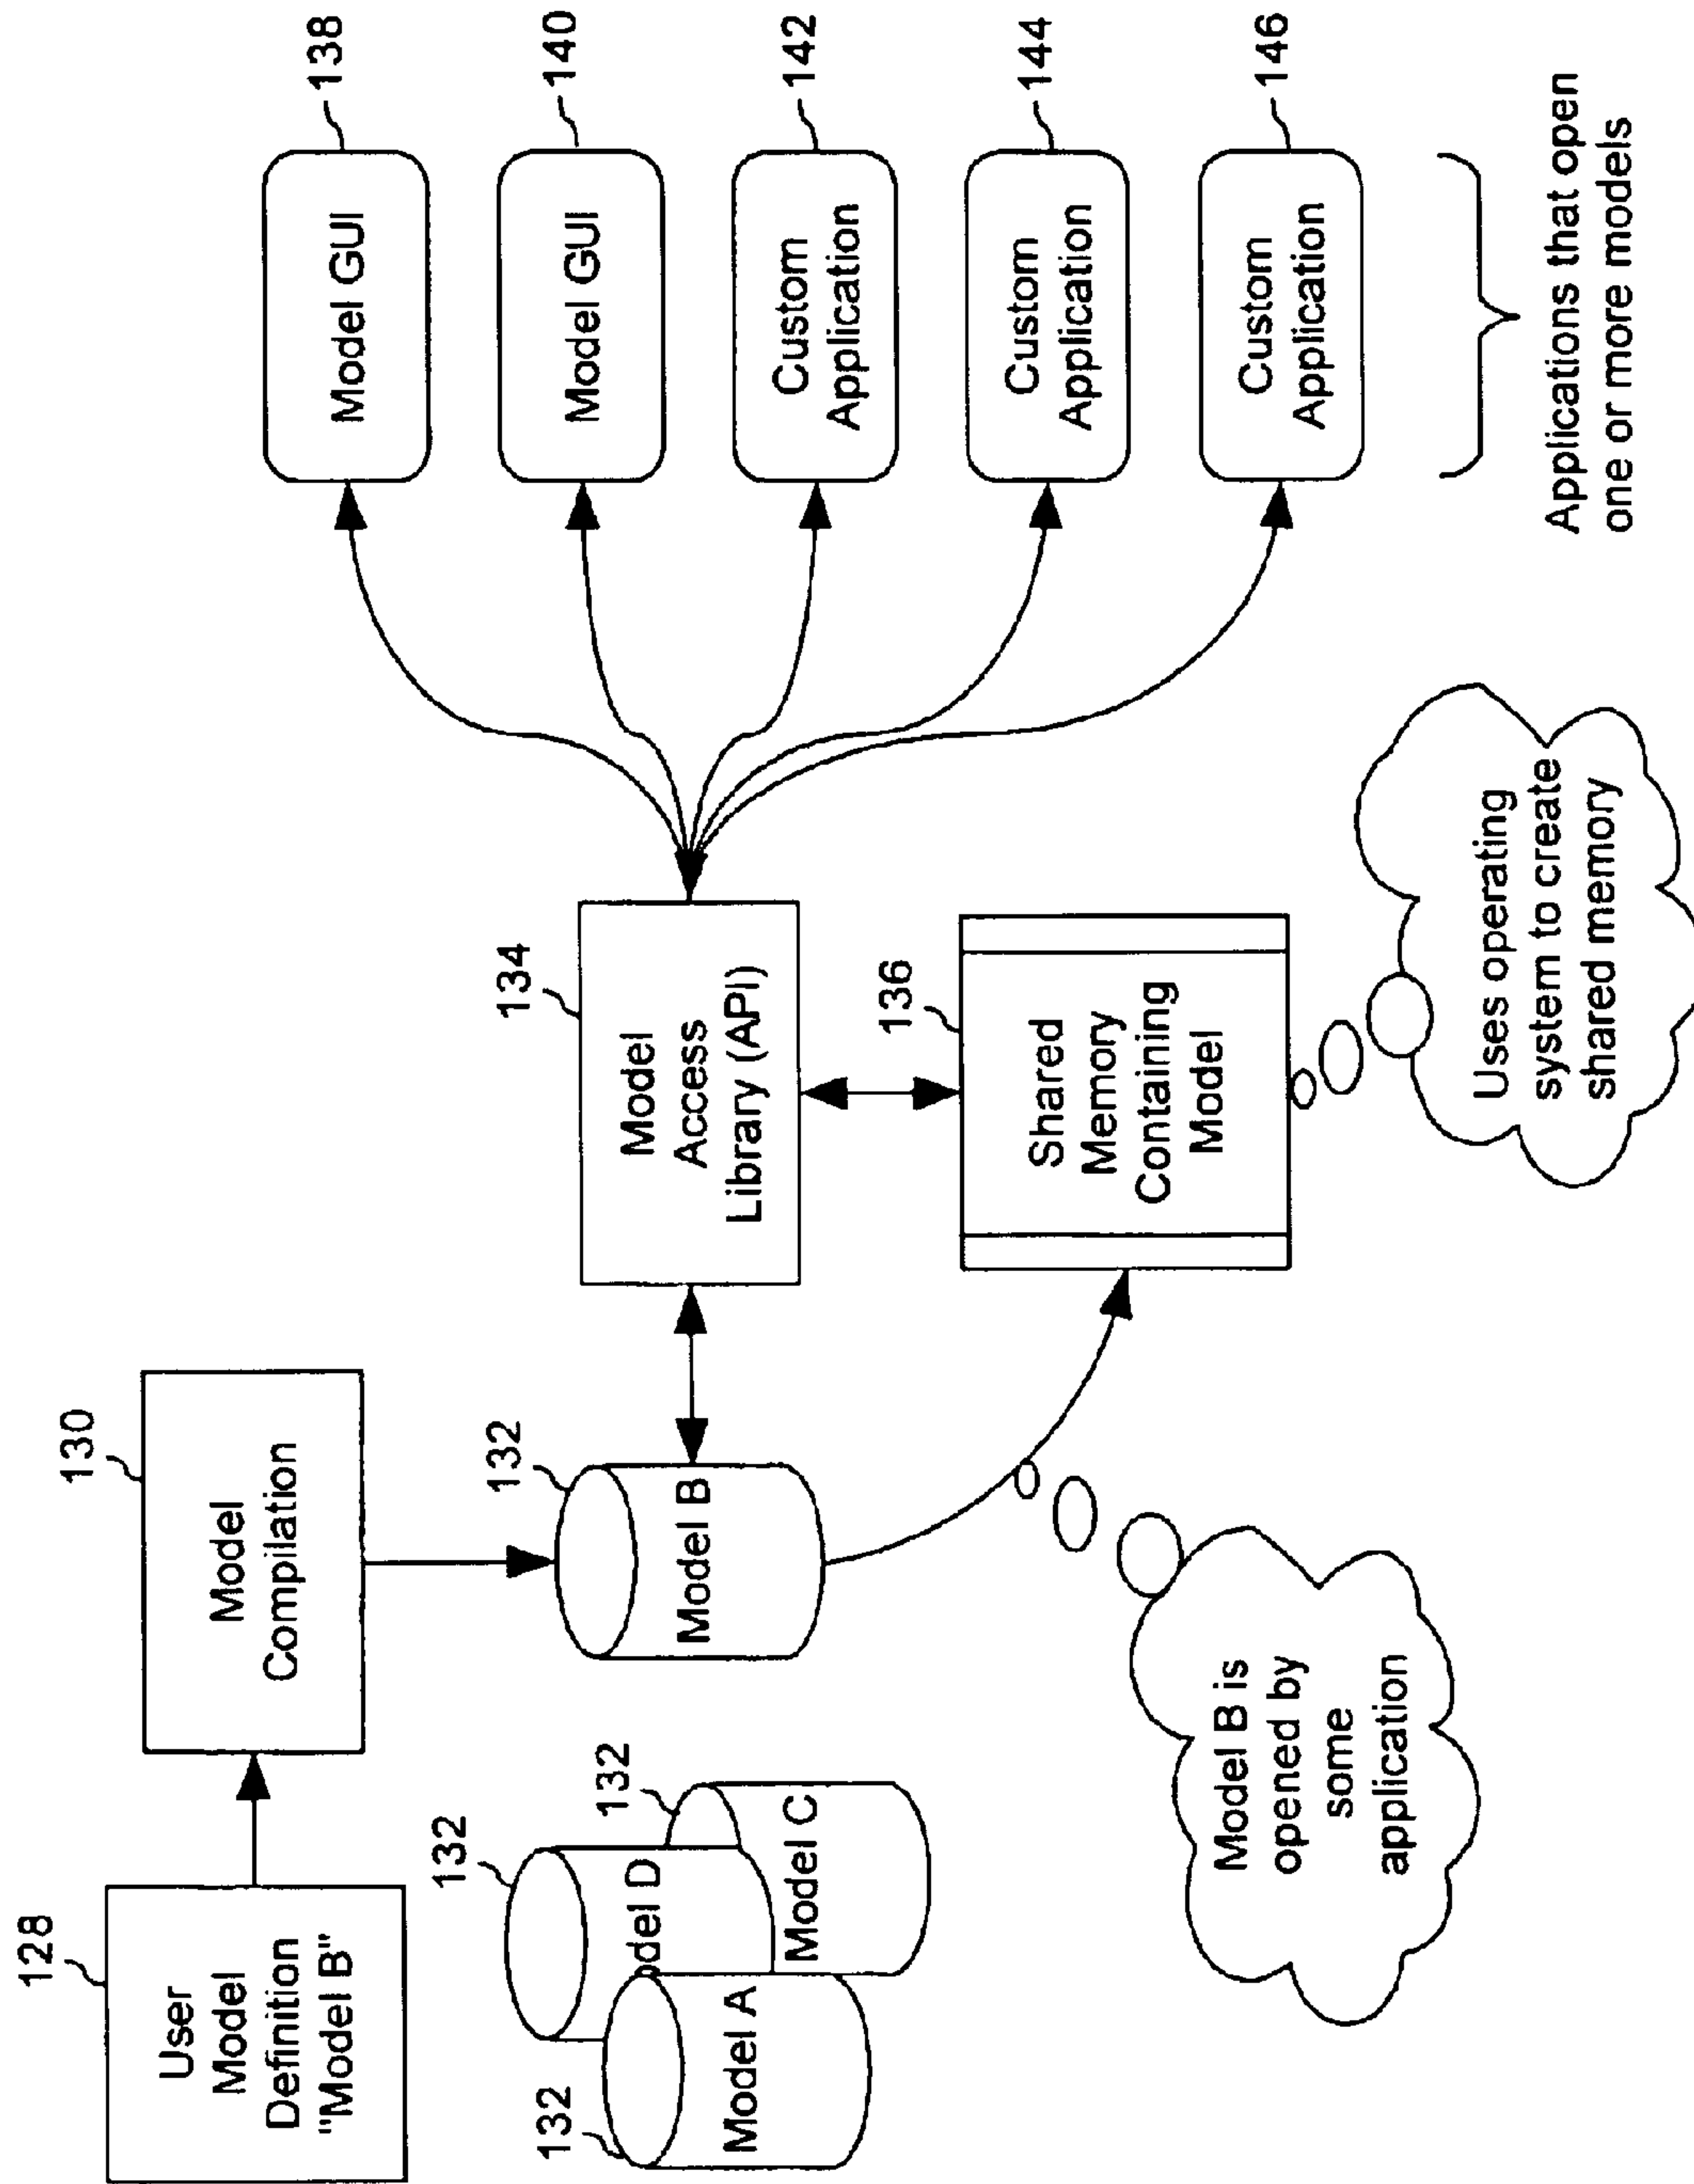 128
User
Model
Definition
"Model B"
130
Model
Compilation
132
Model B
132
132
132
odel D
Model C
Model A
134
Model
Access
Library (API)
136
Shared
Memory
Containing
Model
Model GUI
138
Model GUI
140
Custom
Application
142
Custom
Application
144
Custom
Application
146
Applications that open
one or more models
Model B is
opened by
some
application
Uses operating
system to create
shared memory